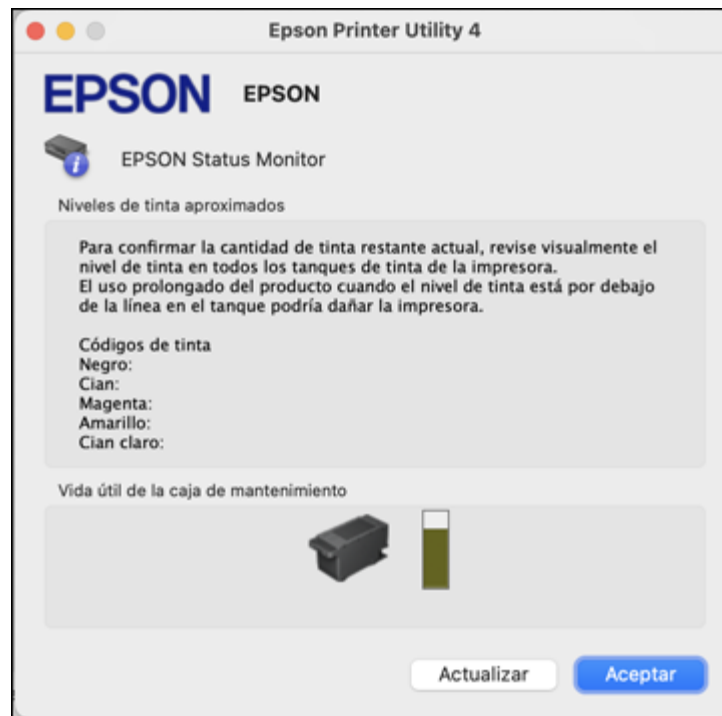 Epson Printer Utility 4
EPSON EPSON
EPSON Status Monitor
Niveles de tinta aproximados
Para confirmar la cantidad de tinta restante actual, revise visualmente el
nivel de tinta en todos los tanques de tinta de la impresora.
El uso prolongado del producto cuando el nivel de tinta está por debajo
de la línea en el tanque podría dañar la impresora.
Códigos de tinta
Negro:
Cian:
Magenta:
Amarillo:
Cian claro:
Vida útil de la caja de mantenimiento
Actualizar Aceptar